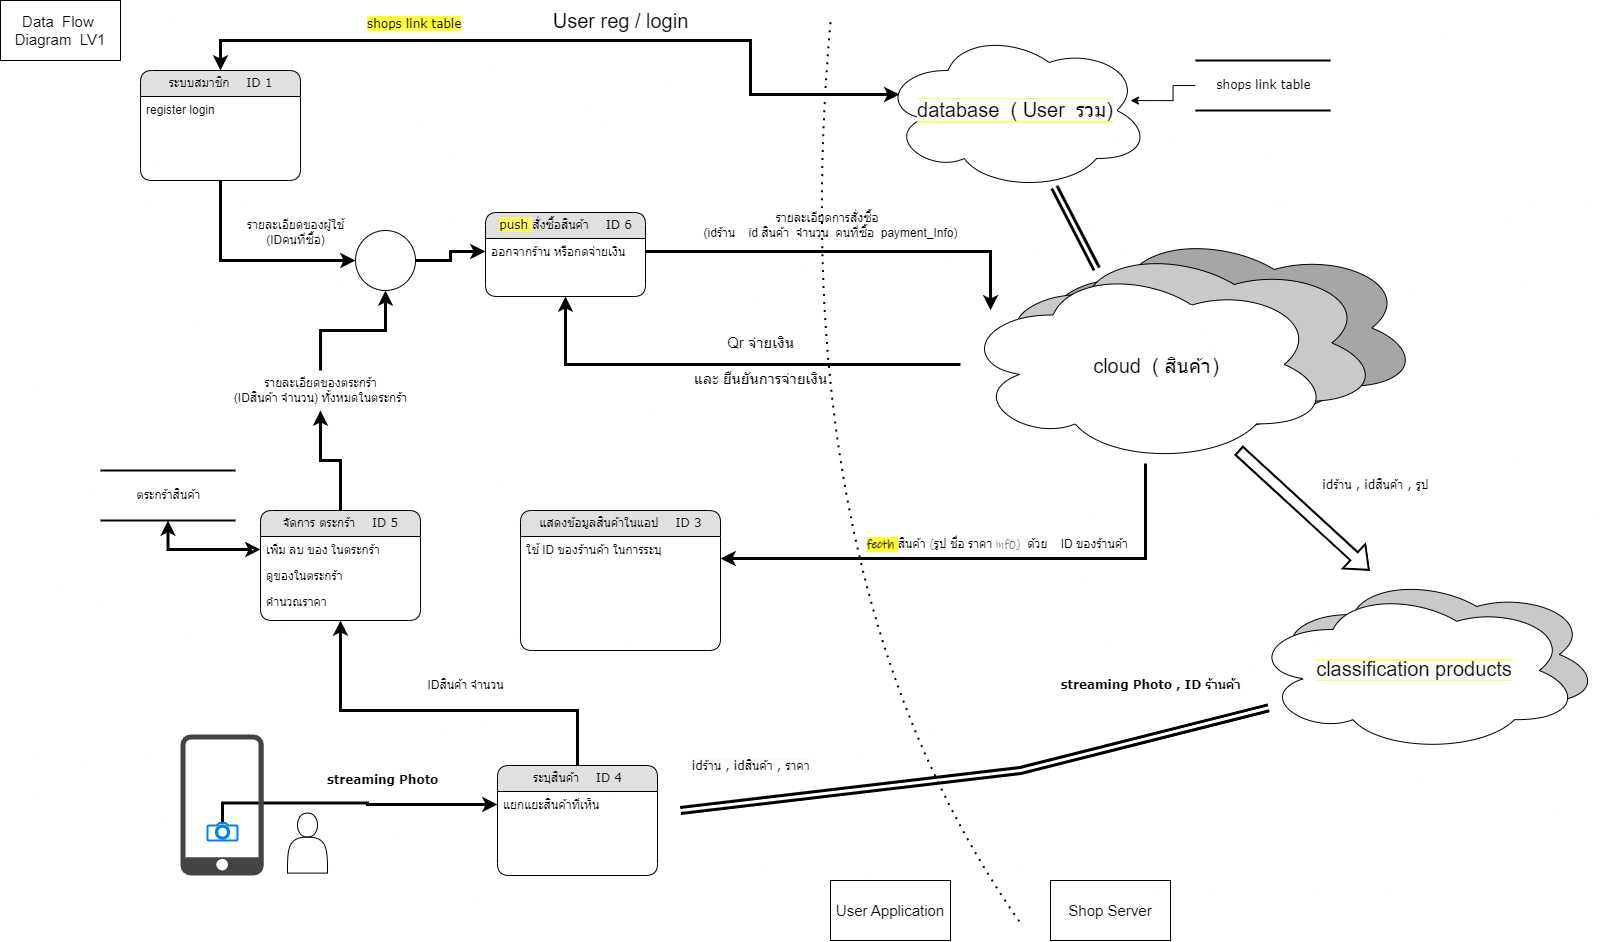 Data Flow
Diagram LV1
shops link table
User reg / login
ระบบสมาชิก ID 1
register login
database ( User รวม)
shops link table
รายละเอียดของผู้ใช้
(IDคนที่ซื้อ)
push สั่งซื้อสินค้า ID 6
ออกจากร้าน หรือกดจ่ายเงิน
รายละเอียดการสั่งซื้อ
(idร้าน id สินค้า จำนวน คนที่ซื้อ payment_Info)
Qr จ่ายเงิน
และ ยืนยันการจ่ายเงิน
cloud ( สินค้า)
รายละเอียดของตระกร้า
(IDสินค้า จำนวน) ทั้งหมดในตระกร้า
ตระกร้าสินค้า
จัดการ ตระกร้า ID 5
เพิ่ม ลบ ของ ในตระกร้า
ดูของในตระกร้า
คำนวณราคา
แสดงข้อมูลสินค้าในแอป ID 3
ใช้ ID ของร้านค้า ในการระบุ
fecth สินค้า (รูป ชื่อ ราคา info) ด้วย ID ของร้านค้า
idร้าน , idสินค้า , รูป
classification products
IDสินค้า จำนวน
streaming Photo , ID ร้านค้า
streaming Photo
ระบุสินค้า ID 4
แยกแยะสินค้าที่เห็น
idร้าน , idสินค้า , ราคา
User Application
Shop Server